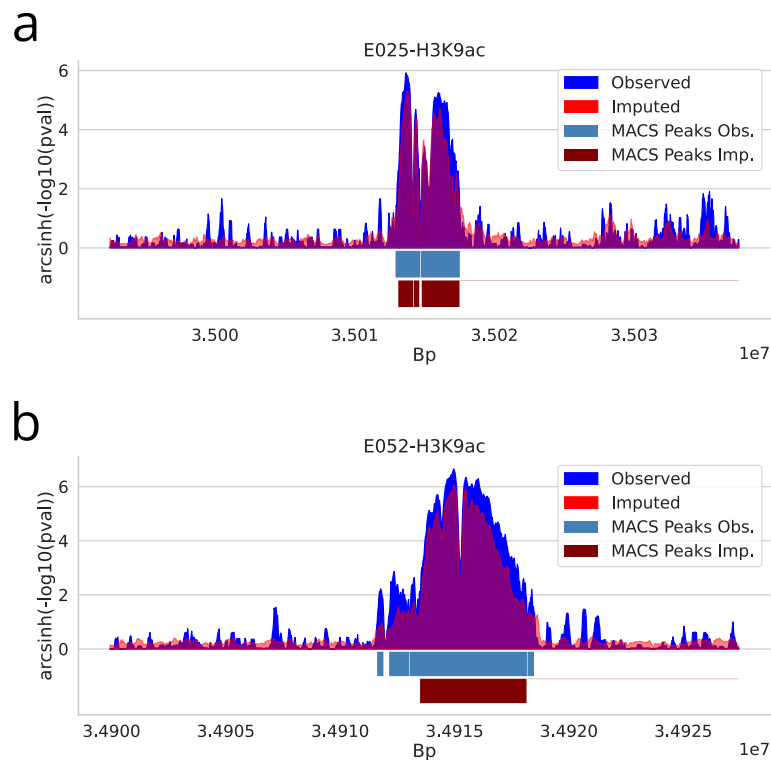 a
E025-H3K9ac
arcsinh(-log10(pval))
6
4
2
0
Observed
Imputed
MACS Peaks Obs.
MACS Peaks Imp.
3.500 3.501 3.502 3.503
Bp
1e7
b
E052-H3K9ac
arcsinh(-log10(pval))
6
4
2
0
Observed
Imputed
MACS Peaks Obs.
MACS Peaks Imp.
3.4900 3.4905 3.4910 3.4915 3.4920 3.4925
Bp
1e7